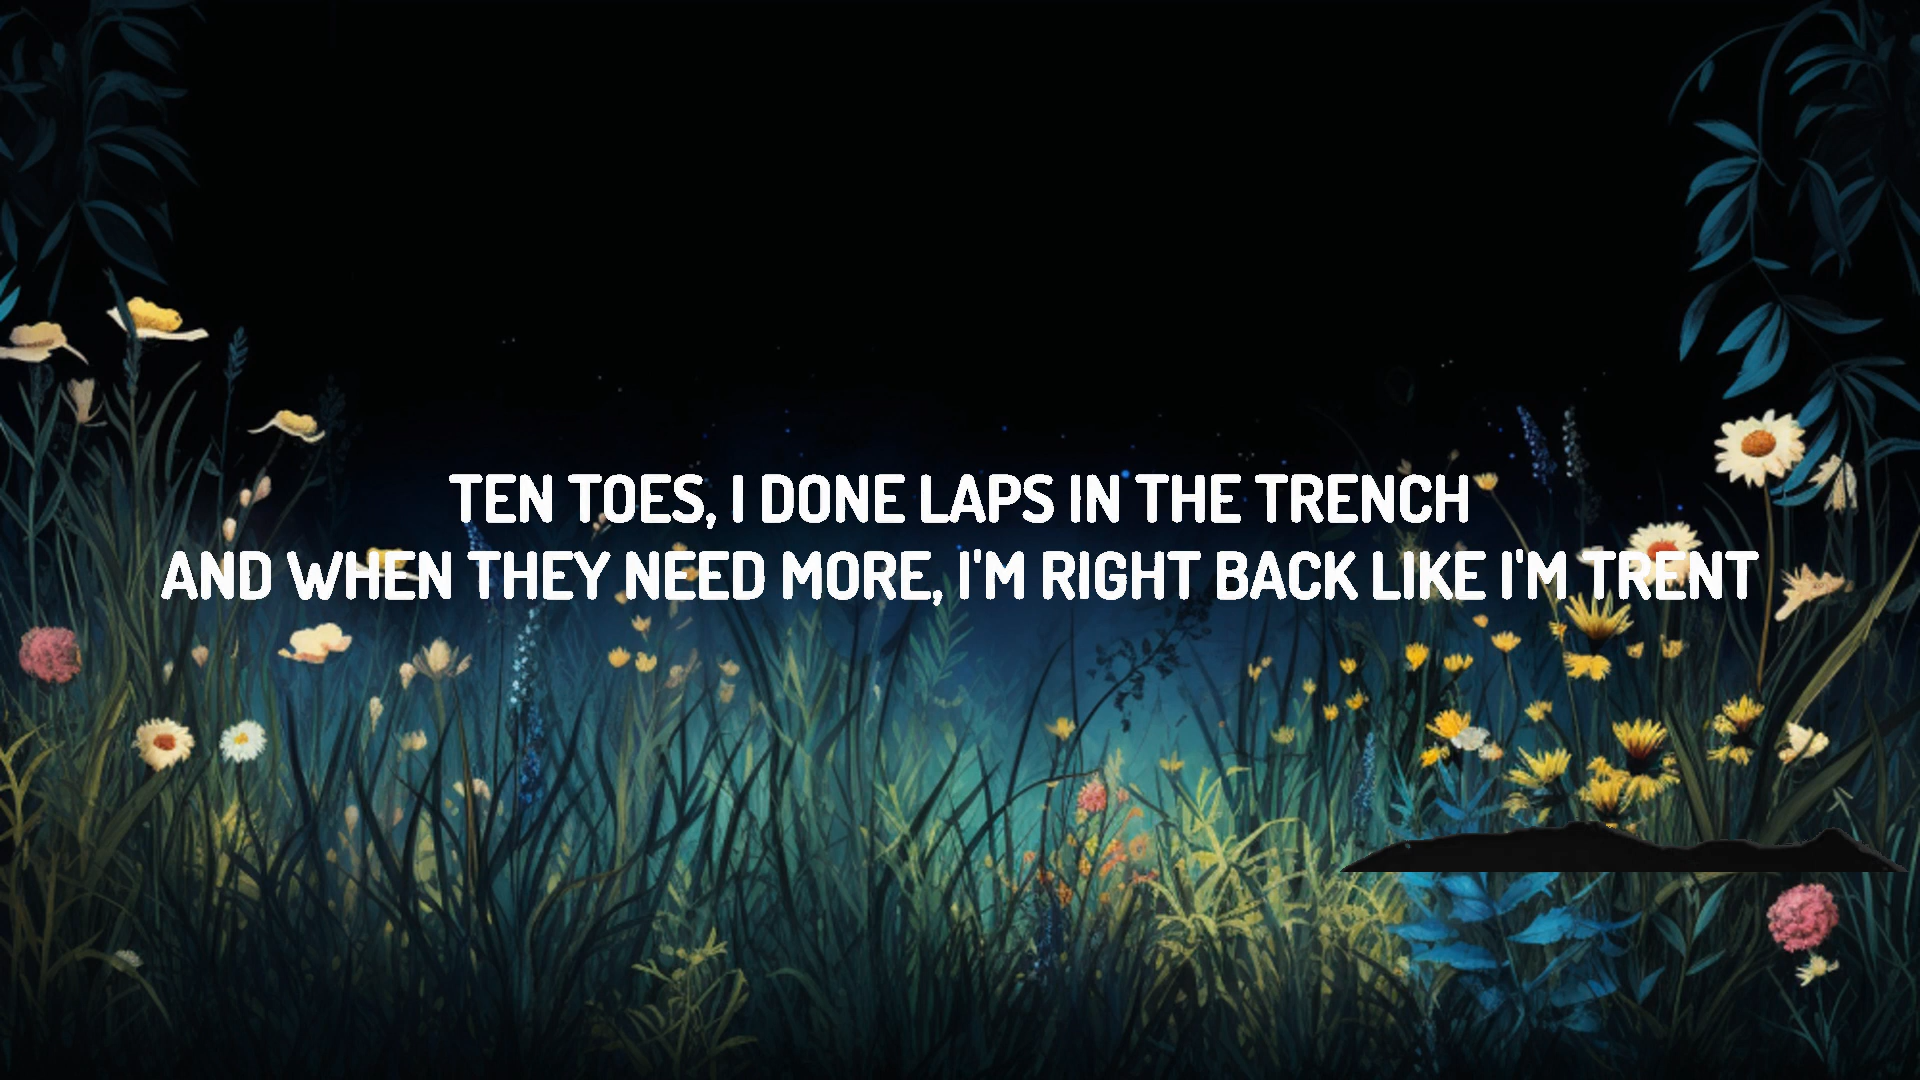 TEN TOES, I DONE LAPS IN THE TRENCH
AND WHEN THEY NEED MORE, I'M RIGHT BACK LIKE I'M TRENT